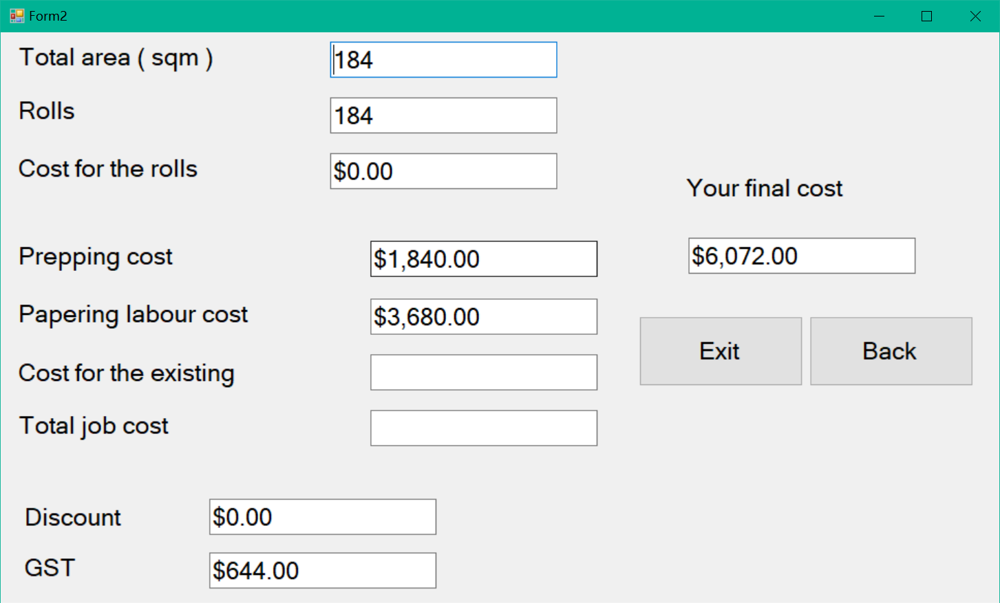 Form2
Total area ( sqm ) 184
Rolls 184
Cost for the rolls $0.00
Your final cost
Prepping cost $1,840.00 $6,072.00
Papering labour cost $3,680.00
Exit Back
Cost for the existing
Total job cost
Discount $0.00
GST $644.00